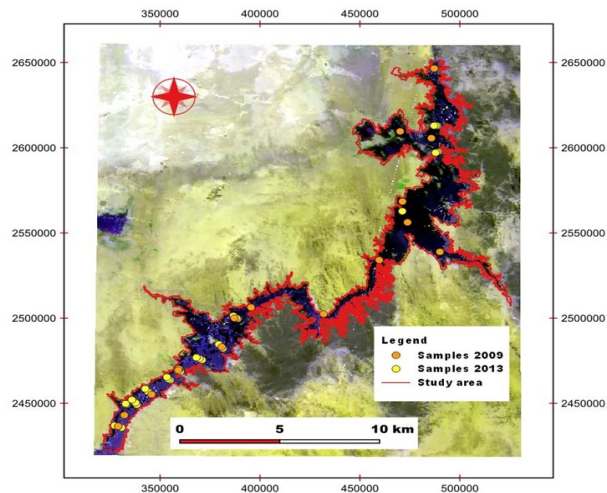 350000 400000 450000 500000
2650000 2650000
2600000 2600000
2550000 2550000
2500000 2500000
Legend
Samples 2009
Samples 2013
Study area
2450000 2450000
0 5 10 km
350000 400000 450000 500000